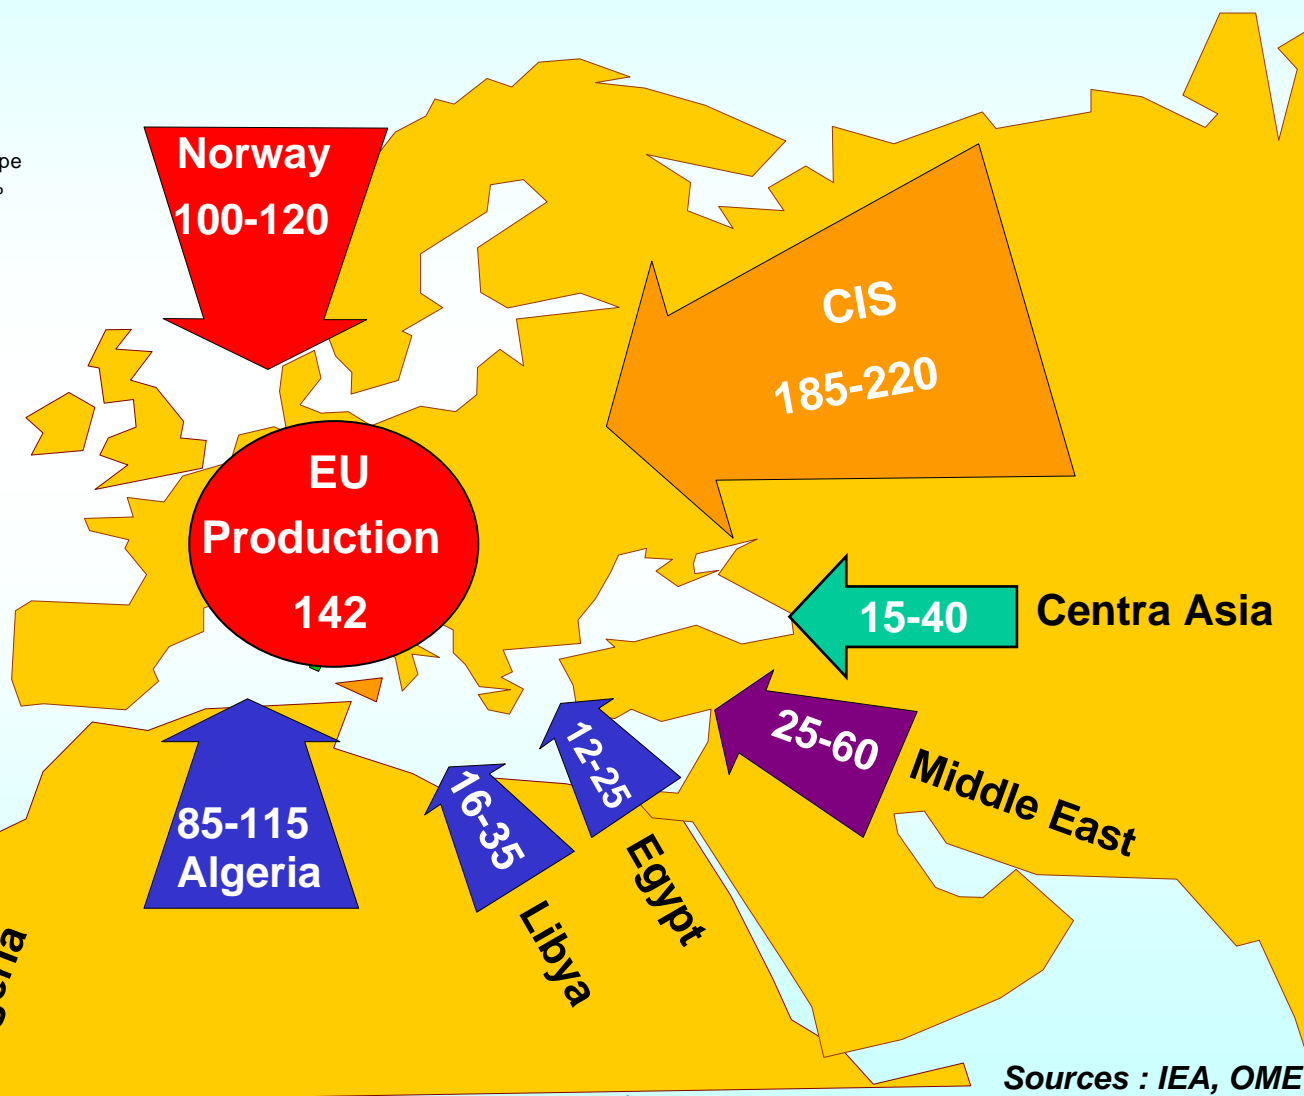 Norway
100-120
CIS
185-220
EU
Production
142
15-40
Centra Asia
25-60
Middle East
12-25
Egypt
16-35
Libya
85-115
Algeria
Sources : IEA, OME